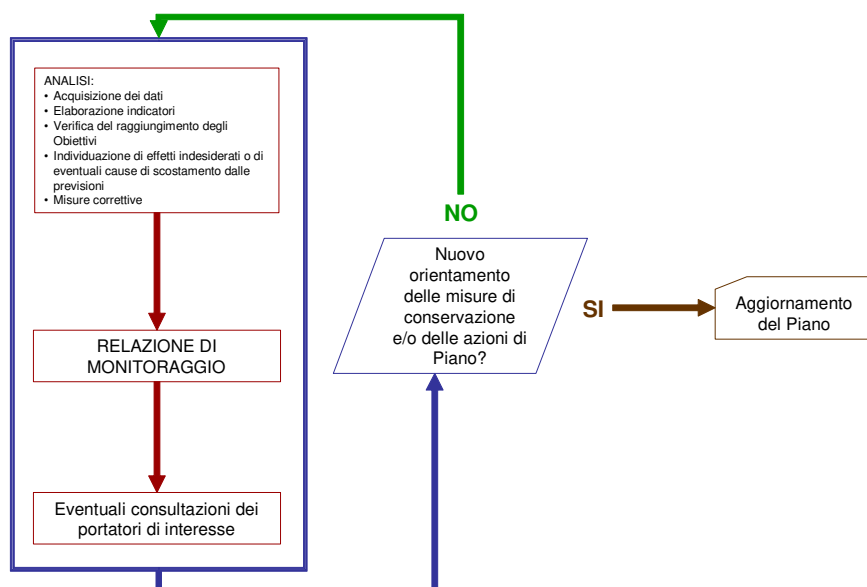 ANALISI:
• Acquisizione dei dati
• Elaborazione indicatori
• Verifica del raggiungimento degli
Obiettivi
• Individuazione di effetti indesiderati o di
eventuali cause di scostamento dalle
previsioni
• Misure correttive
RELAZIONE DI
MONITORAGGIO
Eventuali consultazioni dei
portatori di interesse
NO
Nuovo
orientamento
delle misure di
conservazione
e/o delle azioni di
Piano?
SI
Aggiornamento
del Piano